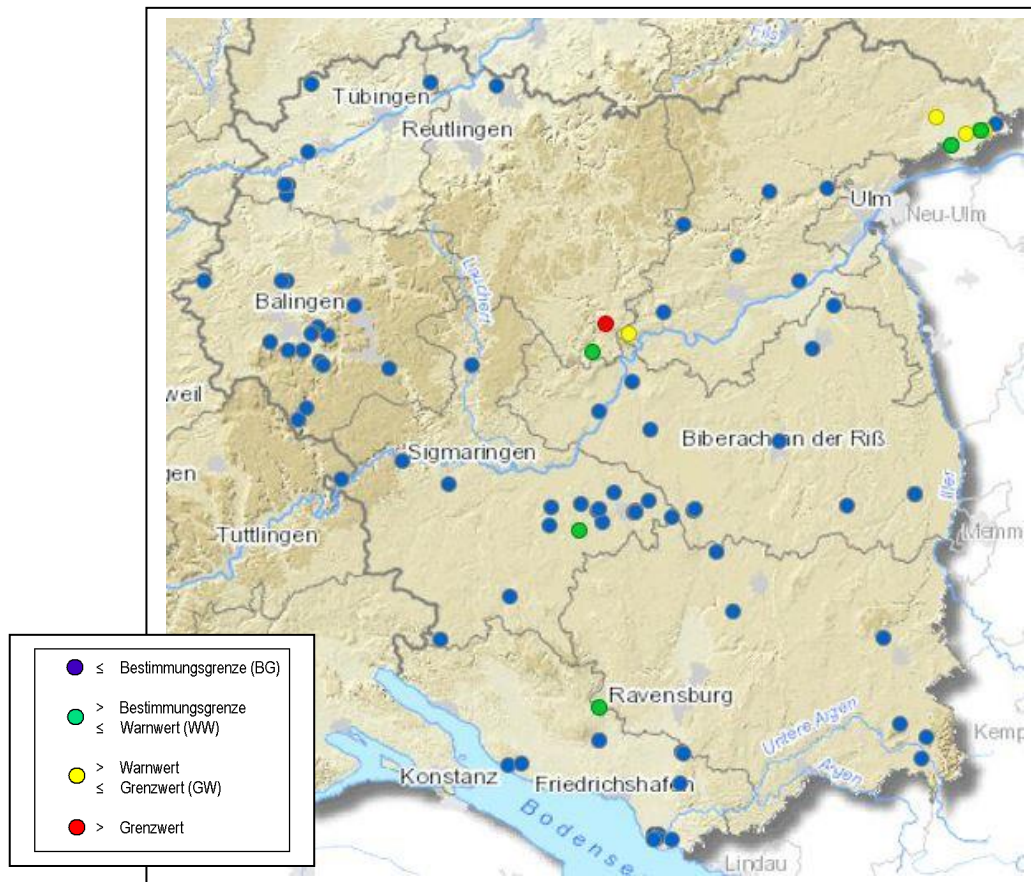 Fils
Tübingen
Reutlingen
Ulm
Neu-Ulm
Lauchert
Balingen
weil
Biberach an der Riß
Sigmaringen
gen
Iller
Tuttlingen
Memm
Ravensburg
Untere Argen
Kemp
Argen
Konstanz
Friedrichshafen
Bodense
Lindau
≤ Bestimmungsgrenze (BG)
> Bestimmungsgrenze
≤ Warnwert (WW)
> Warnwert
≤ Grenzwert (GW)
> Grenzwert